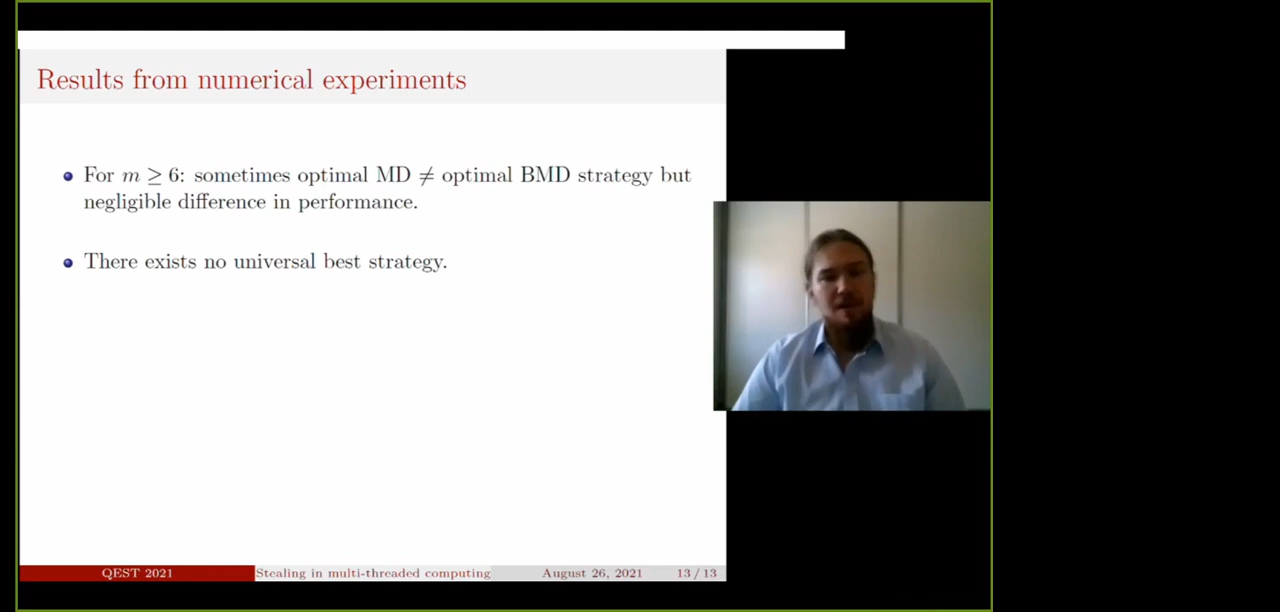 Results from numerical experiments
For m ≥ 6: sometimes optimal MD ≠ optimal BMD strategy but
negligible difference in performance.
There exists no universal best strategy.
QEST 2021 Stealing in multi-threaded computing August 26, 2021 13 / 13